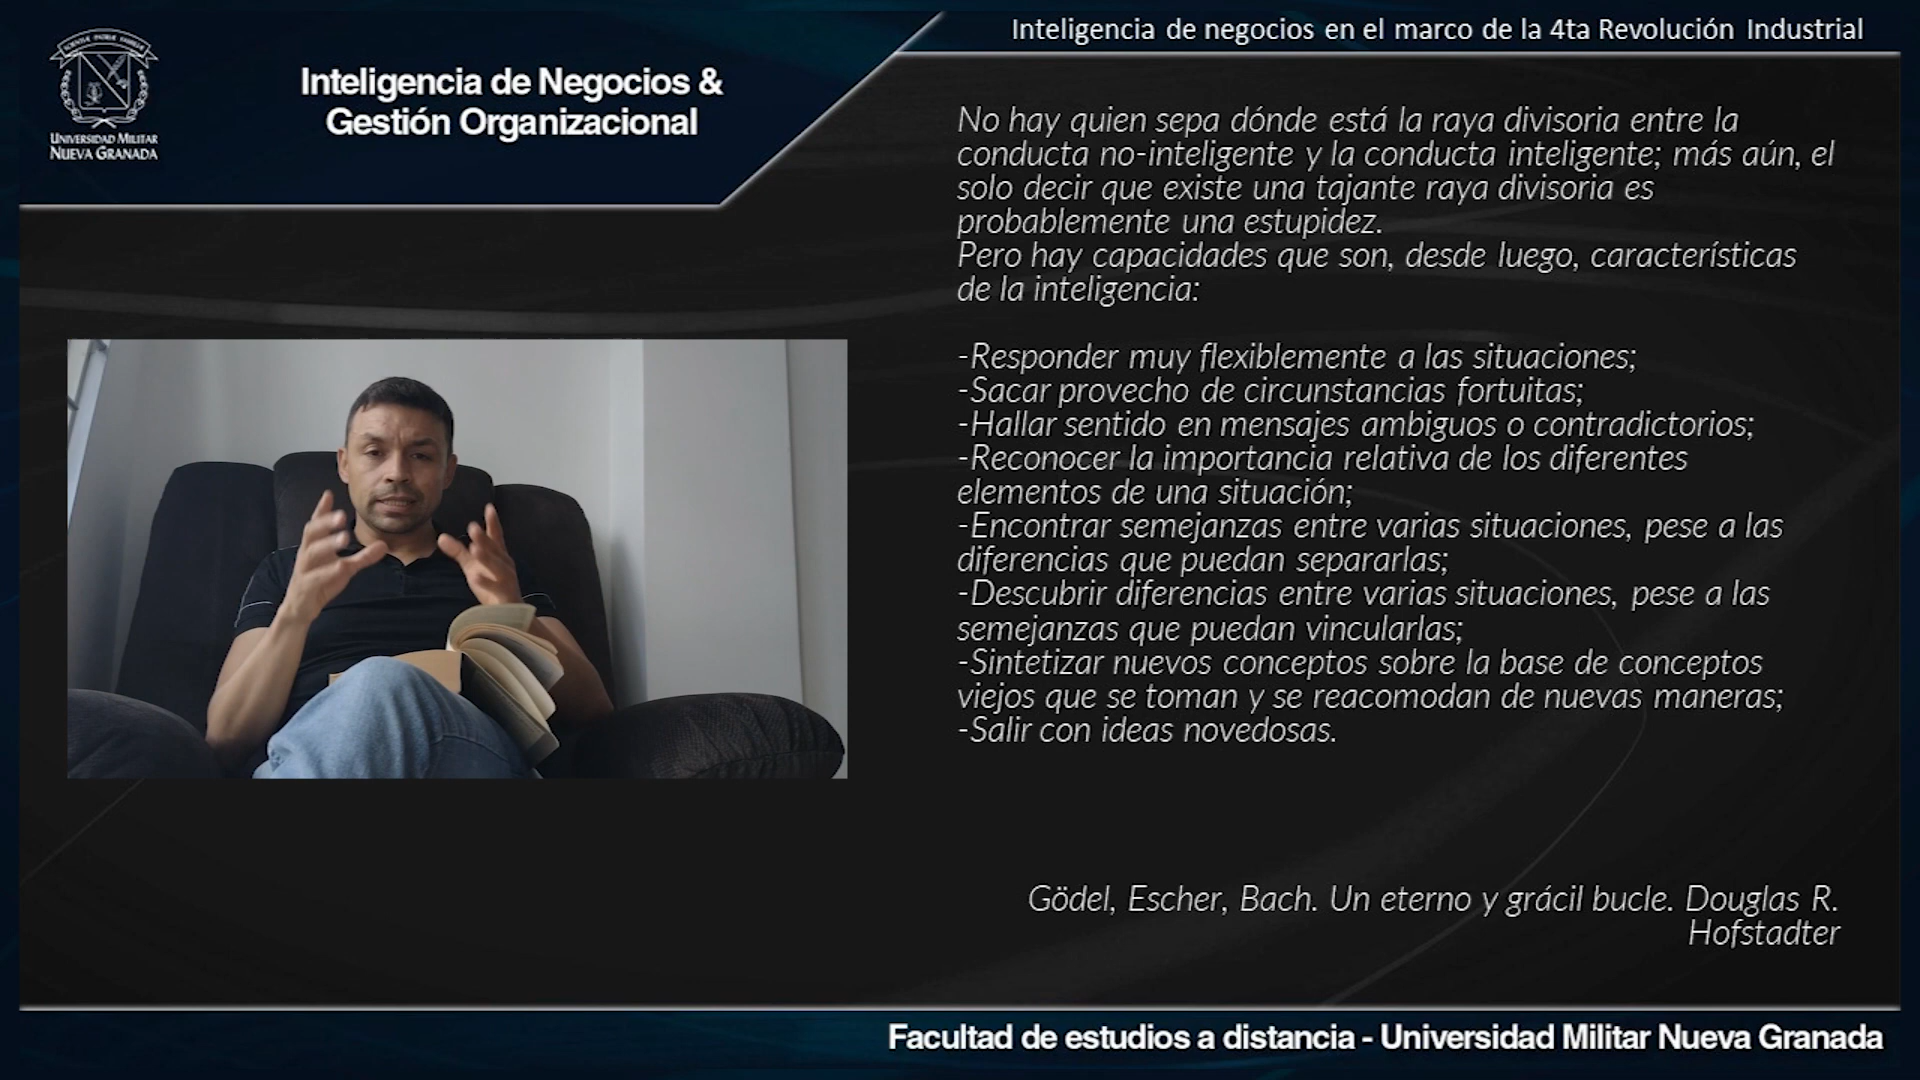 SCIENTIÆ PATRIÆ FAMILIÆ
UNIVERSIDAD MILITAR
NUEVA GRANADA
Inteligencia de Negocios &
Gestión Organizacional
Inteligencia de negocios en el marco de la 4ta Revolución Industrial
No hay quien sepa dónde está la raya divisoria entre la
conducta no-inteligente y la conducta inteligente; más aún, el
solo decir que existe una tajante raya divisoria es
probablemente una estupidez.
Pero hay capacidades que son, desde luego, características
de la inteligencia:
-Responder muy flexiblemente a las situaciones;
-Sacar provecho de circunstancias fortuitas;
-Hallar sentido en mensajes ambiguos o contradictorios;
-Reconocer la importancia relativa de los diferentes
elementos de una situación;
-Encontrar semejanzas entre varias situaciones, pese a las
diferencias que puedan separarlas;
-Descubrir diferencias entre varias situaciones, pese a las
semejanzas que puedan vincularlas;
-Sintetizar nuevos conceptos sobre la base de conceptos
viejos que se toman y se reacomodan de nuevas maneras;
-Salir con ideas novedosas.
Gödel, Escher, Bach. Un eterno y grácil bucle. Douglas R.
Hofstadter
Facultad de estudios a distancia - Universidad Militar Nueva Granada